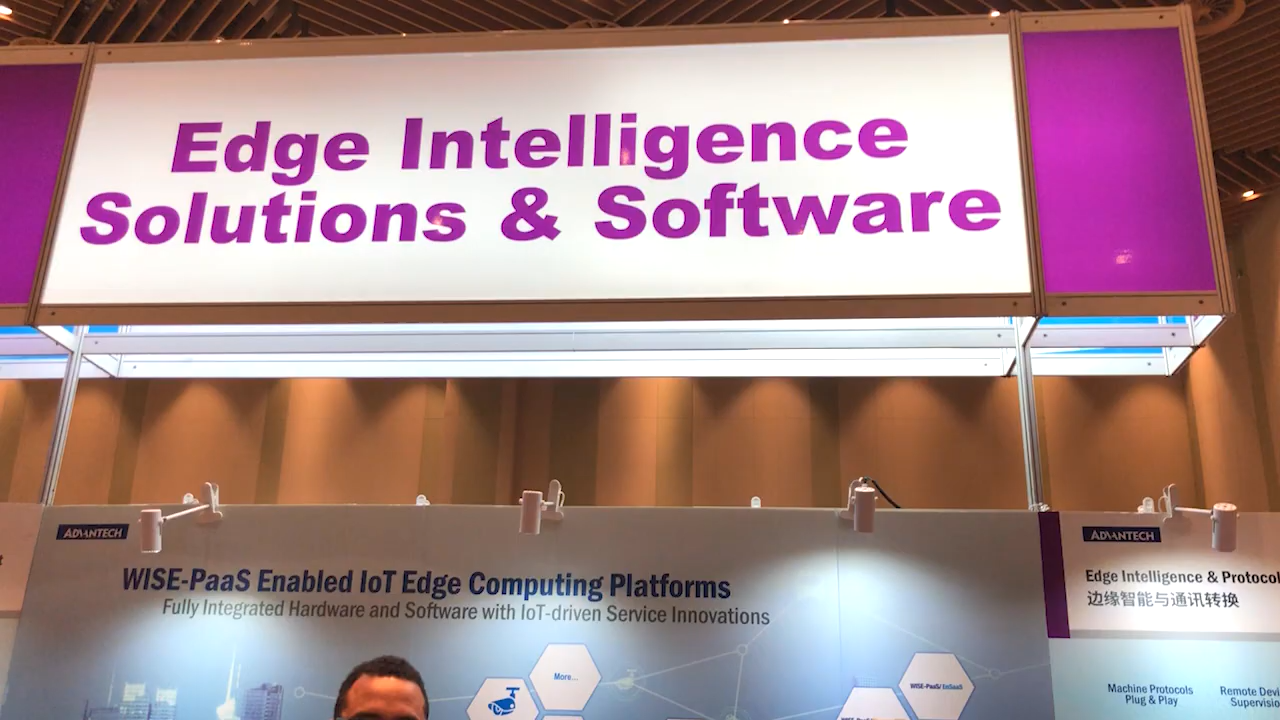 Edge Intelligence
Solutions & Software
ADVANTECH
WISE-PaaS Enabled IoT Edge Computing Platforms
Fully Integrated Hardware and Software with IoT-driven Service Innovations
More...
WISE-PaaS/ EnSaaS
ADVANTECH
Edge Intelligence & Protocol
边缘智能与通讯转换
Machine Protocols
Plug & Play
Remote Devi
Supervisio